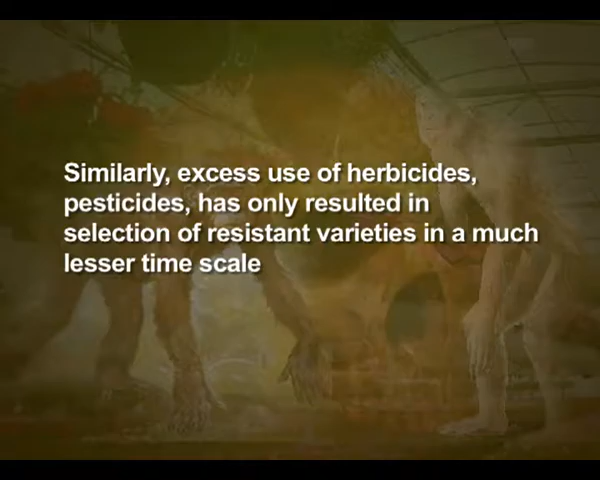 Similarly, excess use of herbicides,
pesticides, has only resulted in
selection of resistant varieties in a much
lesser time scale